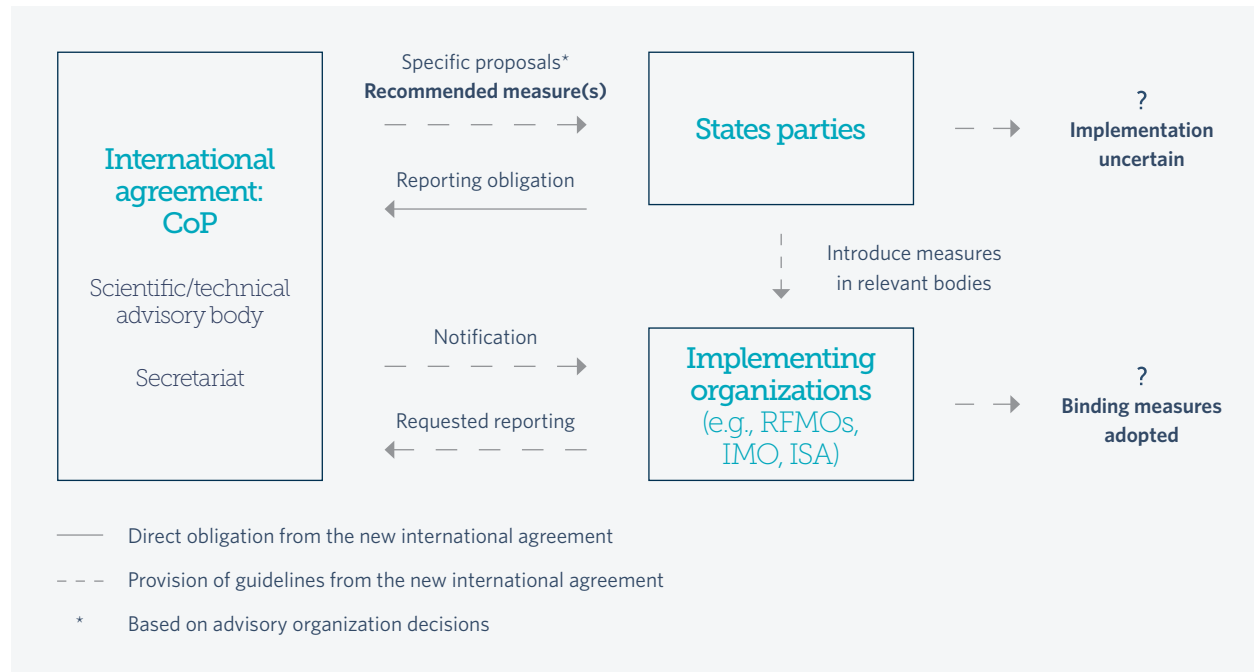 International
agreement:
CoP
Scientific/technical
advisory body
Secretariat
Specific proposals*
Recommended measure(s)
Reporting obligation
Notification
Requested reporting
States parties
Introduce measures
in relevant bodies
Implementing
organizations
(e.g., RFMOs,
IMO, ISA)
?
Implementation
uncertain
?
Binding measures
adopted
Direct obligation from the new international agreement
Provision of guidelines from the new international agreement
* Based on advisory organization decisions